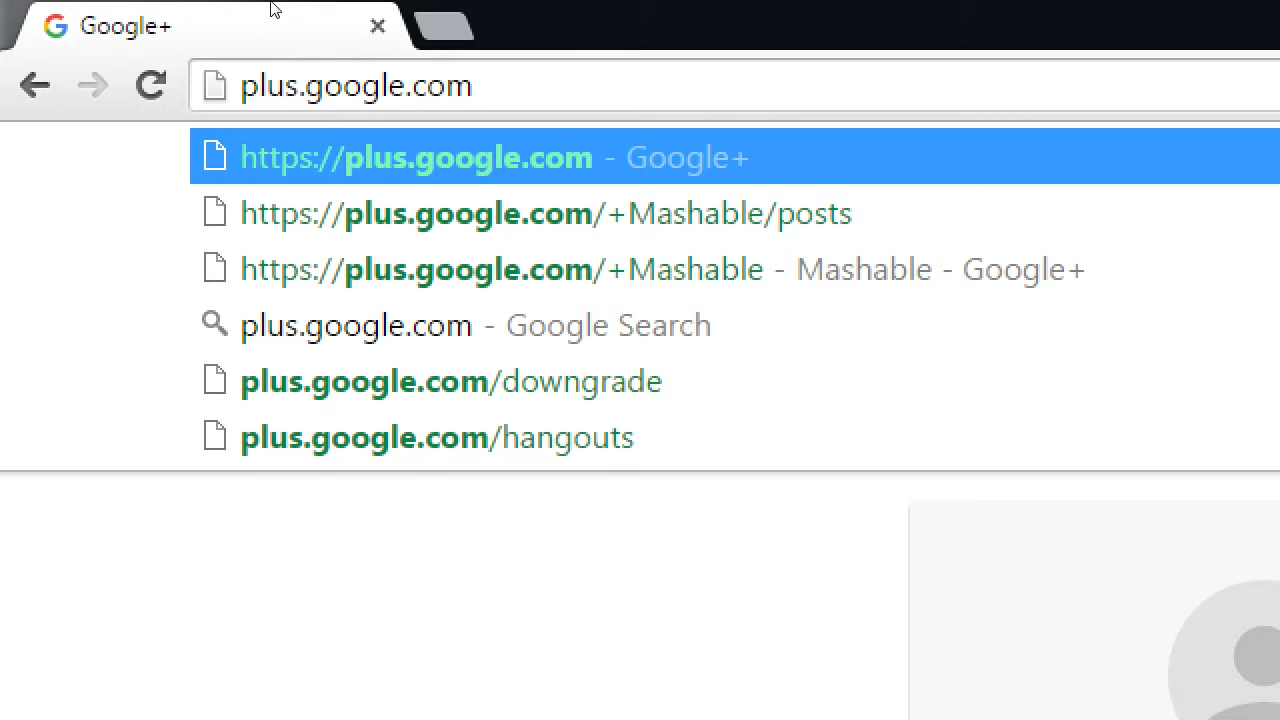 Google+
plus.google.com
https://plus.google.com - Google+
https://plus.google.com/+Mashable/posts
https://plus.google.com/+Mashable - Mashable - Google+
plus.google.com - Google Search
plus.google.com/downgrade
plus.google.com/hangouts